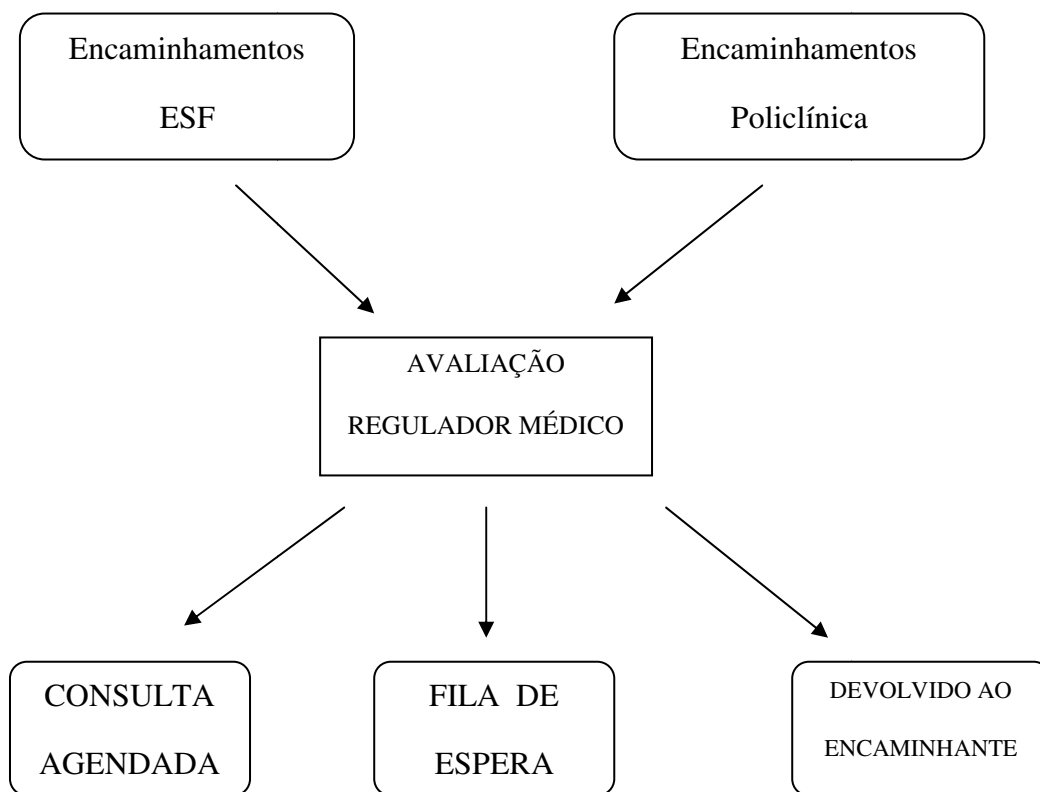 Encaminhamentos
ESF
Encaminhamentos
Policlínica
AVALIAÇÃO
REGULADOR MÉDICO
CONSULTA
AGENDADA
FILA DE
ESPERA
DEVOLVIDO AO
ENCAMINHANTE